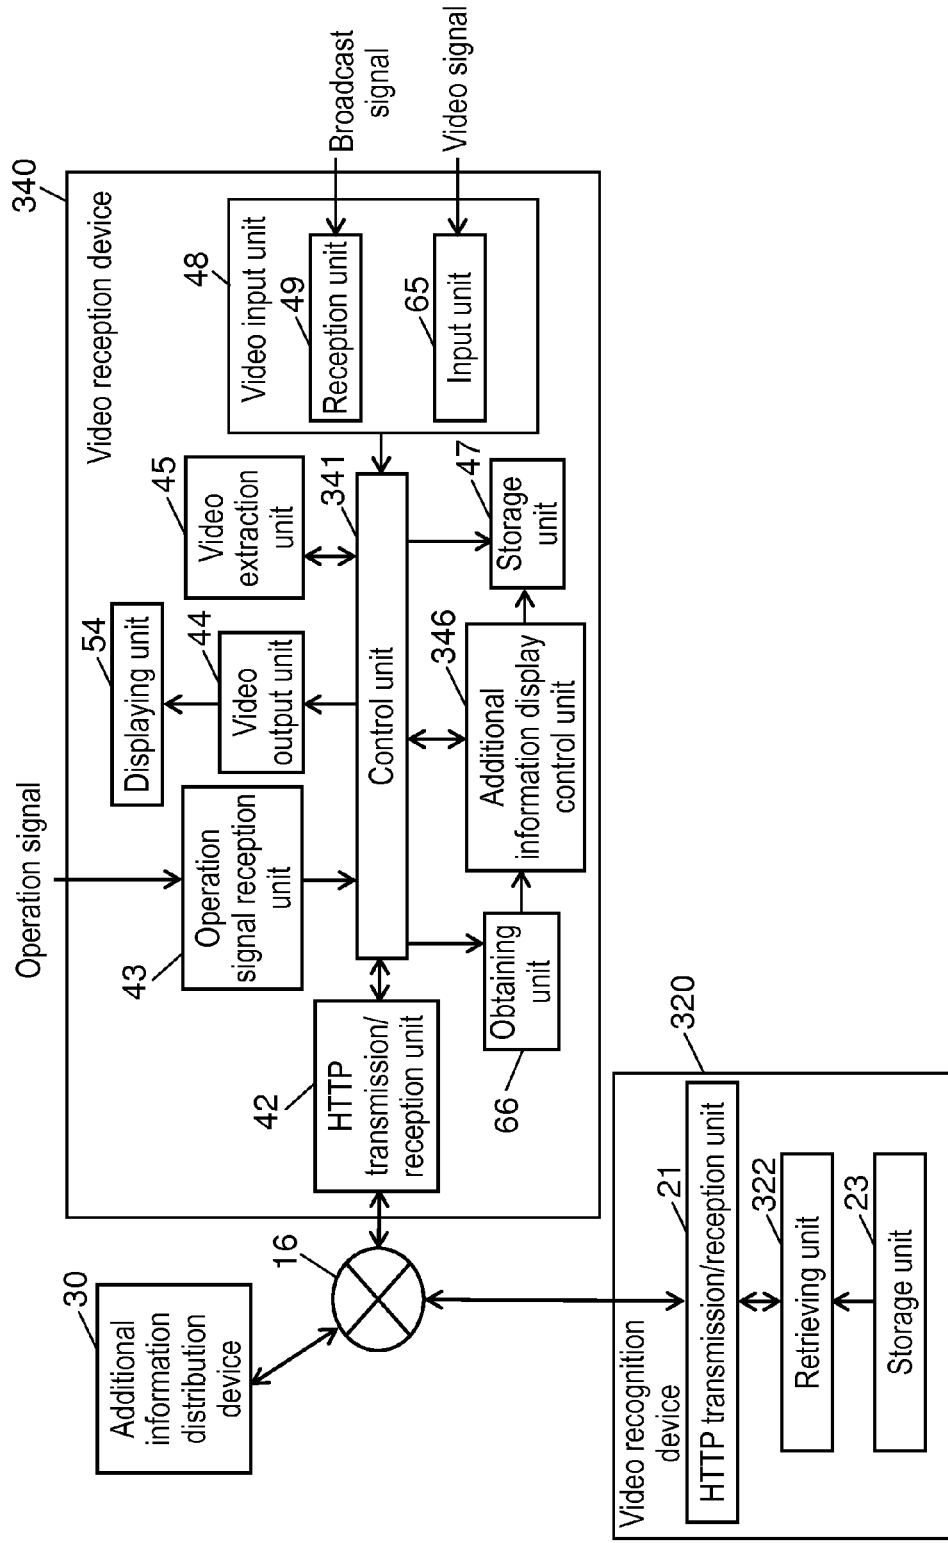 340
Video reception device
Operation signal
43
Operation
signal reception
unit
54
Displaying unit
44
Video
output unit
45
Video
extraction
unit
48
Video input unit
49
Reception unit
65
Input unit
Broadcast
signal
Video signal
30
Additional
information
distribution
device
16
42
HTTP
transmission/
reception unit
341
Control unit
66
Obtaining
unit
346
Additional
information display
control unit
47
Storage
unit
320
Video recognition
device
21
HTTP transmission/reception unit
322
Retrieving unit
23
Storage unit